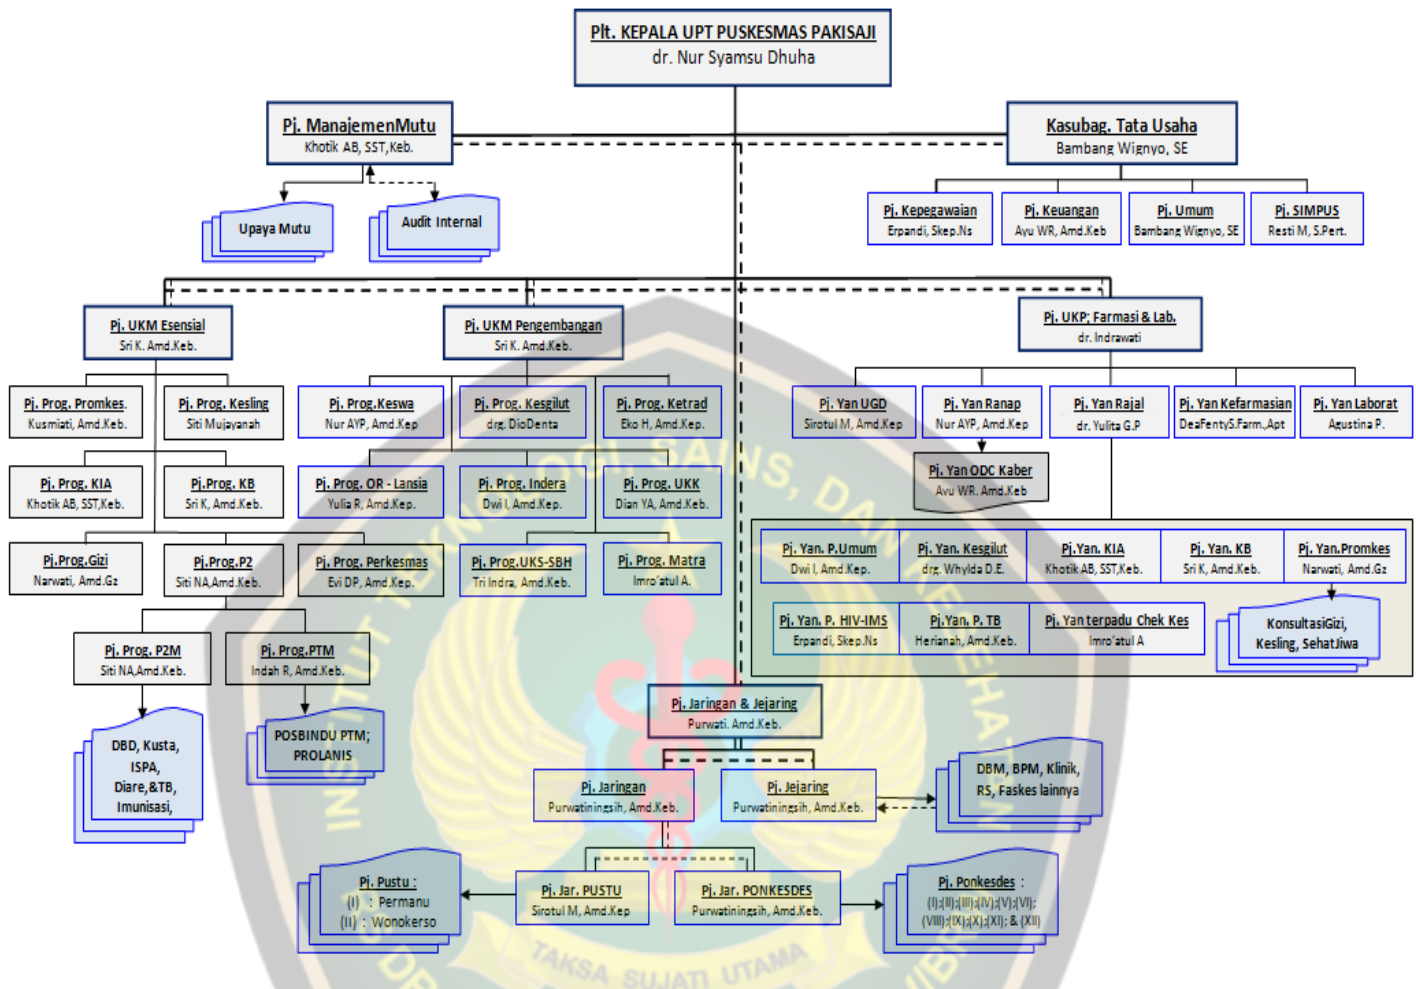 Plt. KEPALA UPT PUSKESMAS PAKISAJI
dr. Nur Syamsu Dhuha
Pj. ManajemenMutu
Khotik AB, SST,Keb.
Kasubag. Tata Usaha
Bambang Wignyo, SE
Upaya Mutu
Audit Internal
Pj. Kepegawaian
Erpandi, Skep.Ns
Pj. Keuangan
Ayu WR, Amd.Keb
Pj. Umum
Bambang Wignyo, SE
Pj. SIMPUS
Resti M, S.Pert.
Pj. UKM Esensial
Sri K. Amd.Keb.
Pj. UKM Pengembangan
Sri K. Amd.Keb.
Pj. UKP; Farmasi & Lab.
dr. Indrawati
Pj. Prog. Promkes.
Kusmiati, Amd.Keb.
Pj. Prog. Kesling
Siti Mujayanah
Pj. Prog.Keswa
Nur AYP, Amd.Kep
Pj. Prog. Kesgilut
drg. DioDenta
Pj. Prog. Ketrad
Eko H, Amd.Kep.
Pj. Yan UGD
Sirotul M, Amd.Kep
Pj. Yan Ranap
Nur AYP, Amd.Kep
Pj. Yan Rajal
dr. Yulita G.P
Pj. Yan Kefarmasian
DeaFentyS.Farm.,Apt
Pj. Yan Laborat
Agustina P.
Pj. Prog. KIA
Khotik AB, SST,Keb.
Pj.Prog. KB
Sri K, Amd.Keb.
Pj. Prog. OR - Lansia
Yulia R, Amd.Kep.
Pj. Prog. Indera
Dwi I, Amd.Kep.
Pj. Prog. UKK
Dian YA, Amd.Keb.
Pj. Yan ODC Kaber
Ayu WR. Amd.Keb
Pj.Prog.Gizi
Narwati, Amd.Gz
Pj.Prog.P2
Siti NA,Amd.Keb.
Pj. Prog. Perkesmas
Evi DP, Amd.Kep.
Pj. Prog.UKS-SBH
Tri Indra, Amd.Keb.
Pj. Prog. Matra
Imro'atul A.
Pj. Yan. P.Umum
Dwi I, Amd.Kep.
Pj. Yan. Kesgilut
drg. Whylda D.E.
Pj.Yan. KIA
Khotik AB, SST,Keb.
Pj. Yan. KB
Sri K, Amd.Keb.
Pj. Yan.Promkes
Narwati, Amd.Gz
Pj. Yan. P. HIV-IMS
Erpandi, Skep.Ns
Pj. Yan. P. TB
Herianah, Amd.Keb.
Pj. Yan terpadu Chek Kes
Imro'atul A
KonsultasiGizi,
Kesling, SehatJiwa
Pj. Prog. P2M
Siti NA,Amd.Keb.
Pj. Prog.PTM
Indah R, Amd.Keb.
DBD, Kusta,
ISPA,
Diare,&TB,
Imunisasi,
POSBINDU PTM;
PROLANIS
Pj. Jaringan & Jejaring
Purwati. Amd.Keb.
Pj. Jaringan
Purwatiningsih, Amd.Keb.
Pj. Jejaring
Purwatiningsih, Amd.Keb.
DBM, BPM, Klinik,
RS, Faskes lainnya
Pj. Pustu :
(I) : Permanu
(II) : Wonokerso
Pj. Jar. PUSTU
Sirotul M, Amd.Kep
Pj. Jar. PONKESDES
Purwatiningsih, Amd.Keb.
Pj. Ponkesdes :
(I);(II);(III);(IV);(V);(VI);
(VIII);(IX);(X);(XI); & (XII)
INSTITUT TEKNOLOGI, SAINS, DAN KESEHATAN
TAKSA SUJATI UTAMA